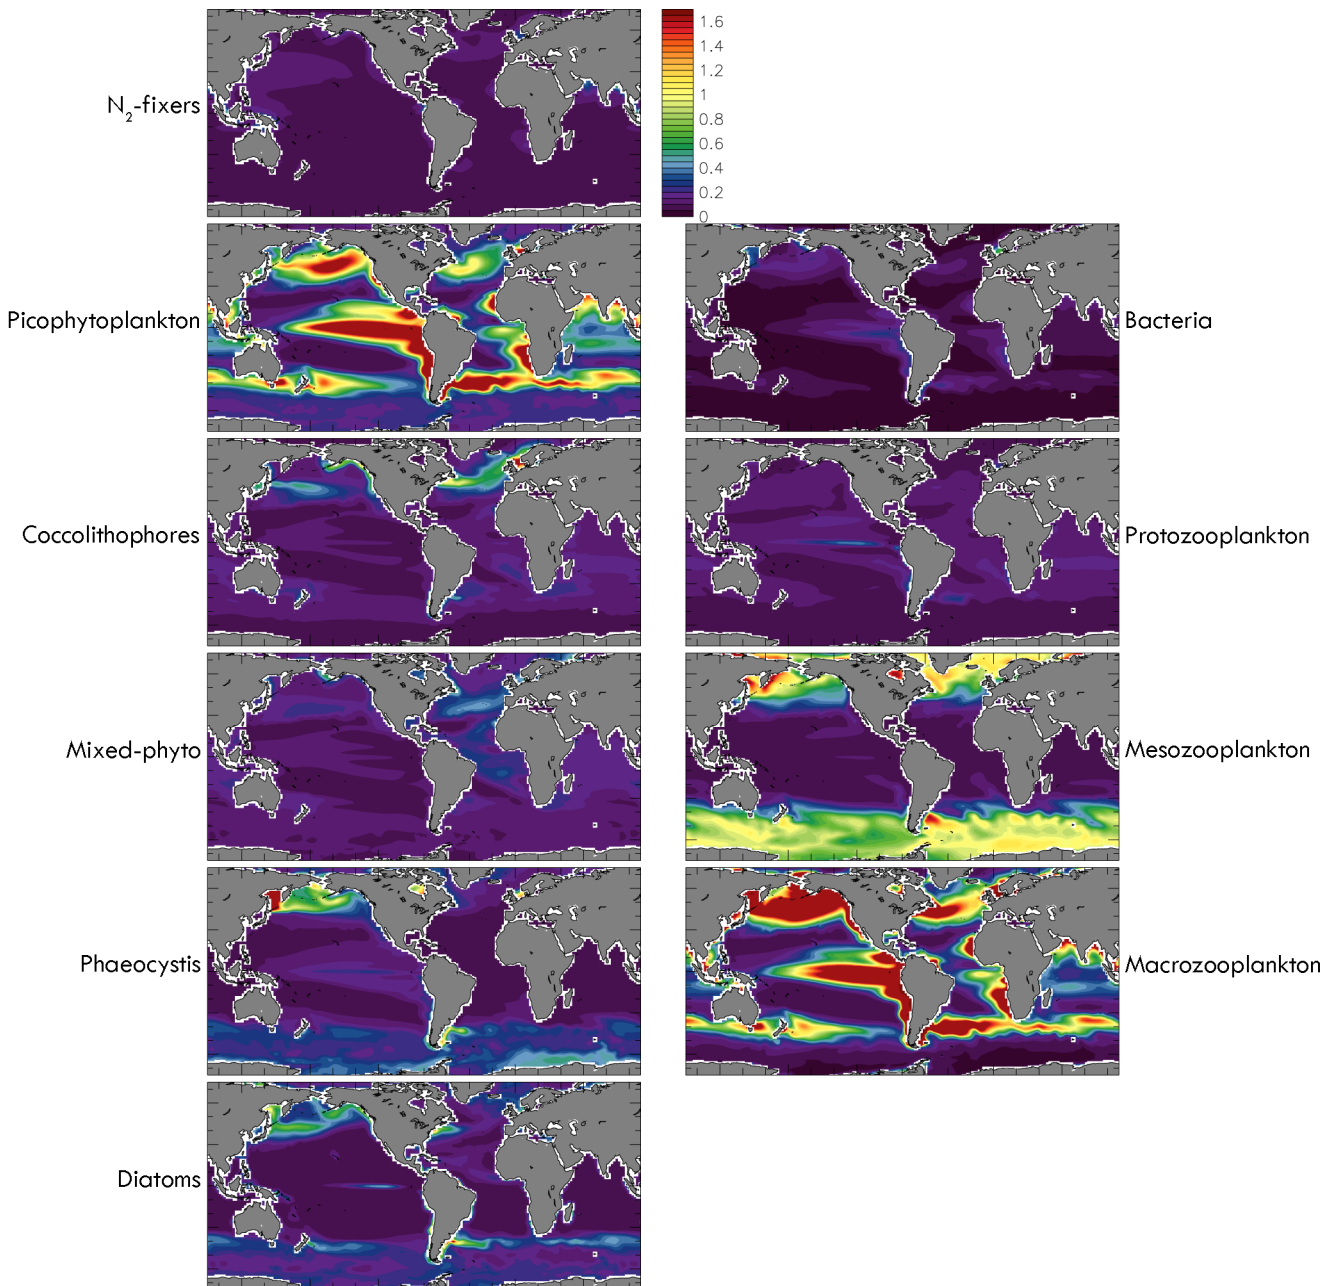 N2-fixers
1.6
1.4
1.2
1
0.8
0.6
0.4
0.2
0
Picophytoplankton
Bacteria
Coccolithophores
Protozooplankton
Mixed-phyto
Mesozooplankton
Phaeocystis
Macrozooplankton
Diatoms